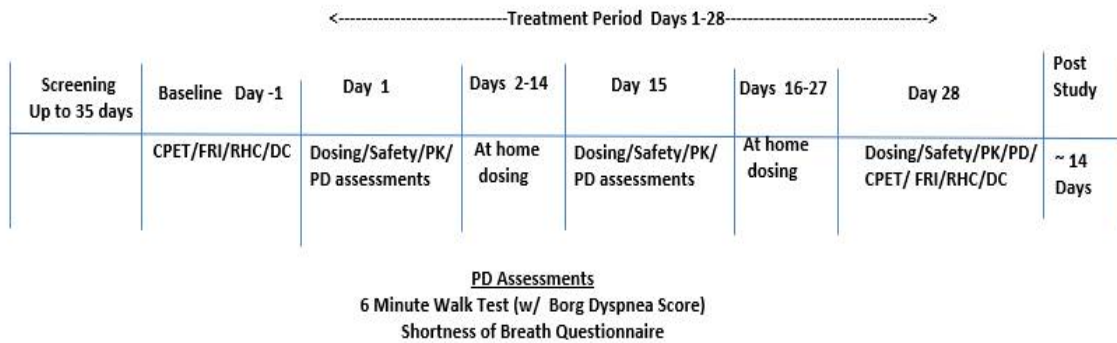 <-----------------------------Treatment Period Days 1-28------------------------------>
Screening
Up to 35 days
Baseline Day -1
Day 1
Days 2-14
Day 15
Days 16-27
Day 28
Post
Study
CPET/FRI/RHC/DC
Dosing/Safety/PK/
PD assessments
At home
dosing
Dosing/Safety/PK/
PD assessments
At home
dosing
Dosing/Safety/PK/PD/
CPET/ FRI/RHC/DC
~ 14
Days
PD Assessments
6 Minute Walk Test (w/ Borg Dyspnea Score)
Shortness of Breath Questionnaire